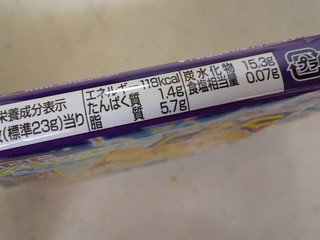 栄養成分表示
(標準23g)当り
エネルギー 118kcal
たんぱく質 1.4g
脂質 5.7g
炭水化物 15.3g
食塩相当量 0.07g
プラ